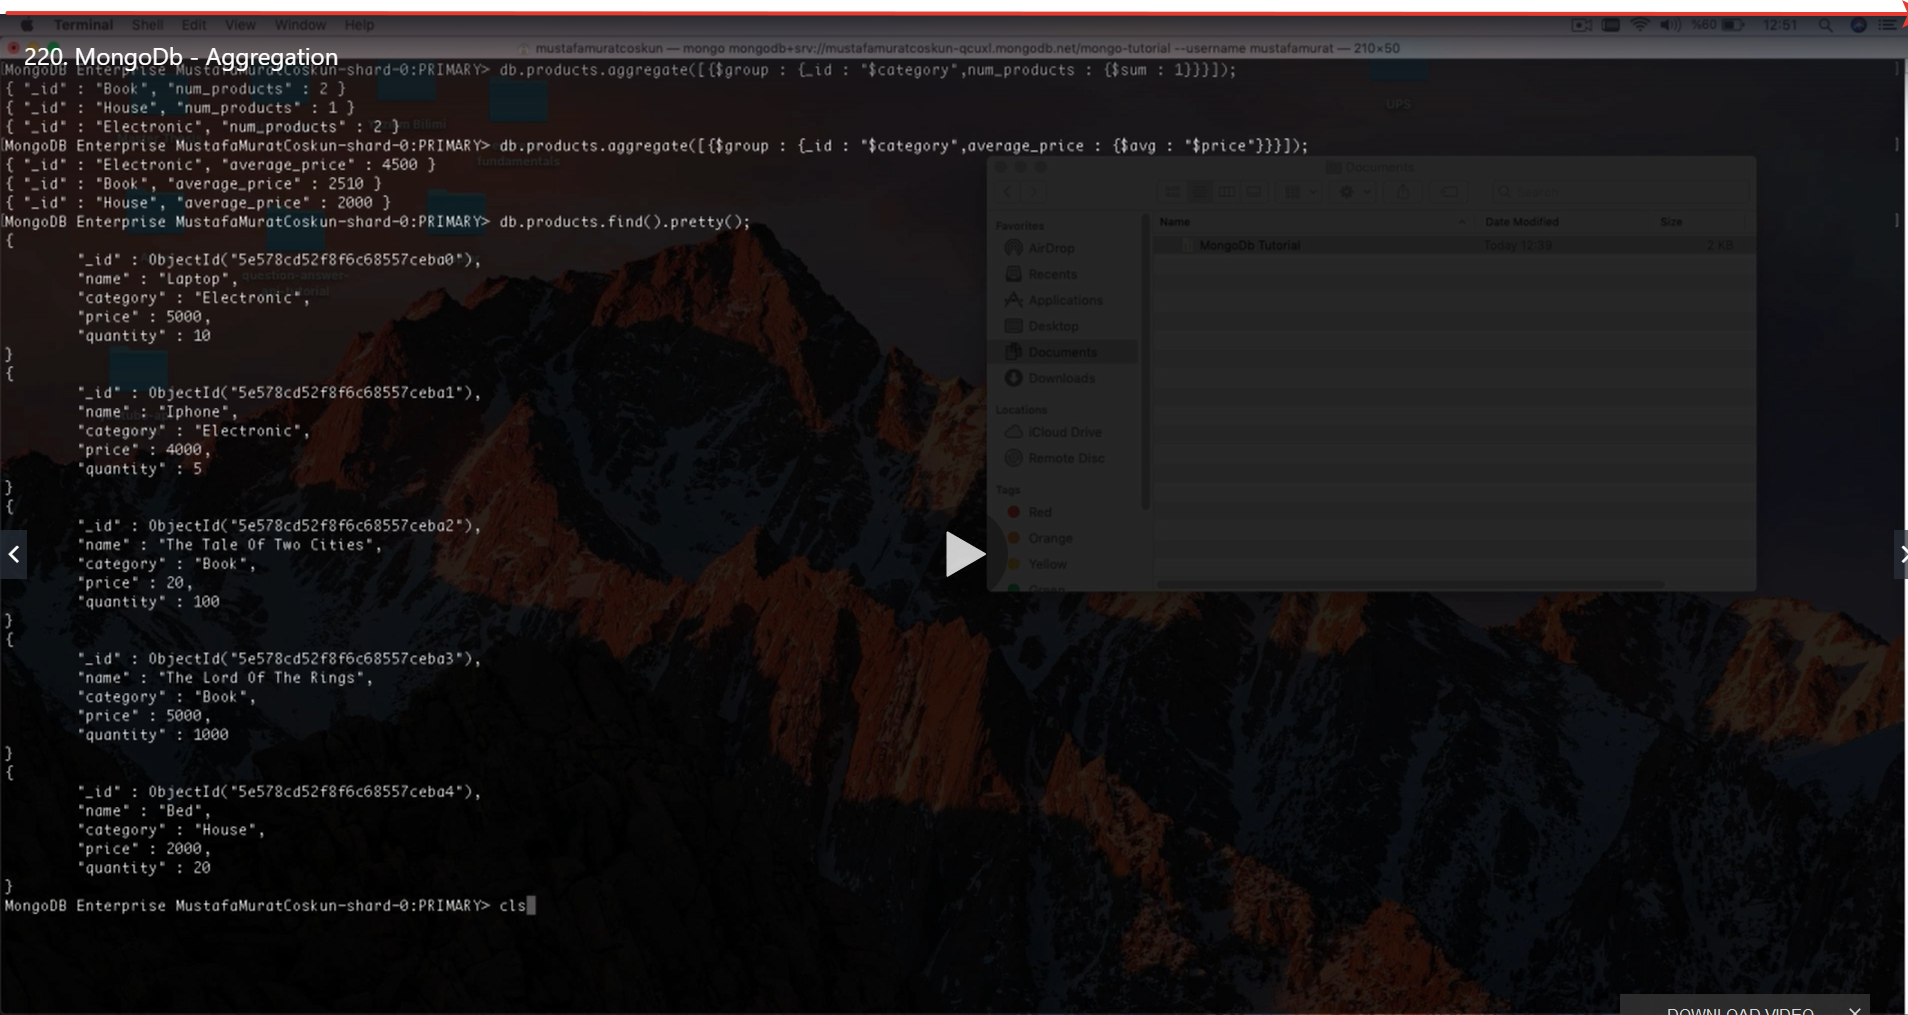 Terminal Shell Edit View Window Help %60 12:51
220. MongoDb - Aggregation
mustafamuratcoskun — mongo mongodb+srv://mustafamuratcoskun-qcuxl.mongodb.net/mongo-tutorial --username mustafamurat — 210×50
MongoDB Enterprise MustafaMuratCoskun-shard-0:PRIMARY> db.products.aggregate([{$group : {_id : "$category",num_products : {$sum : 1}}}]);
{ "_id" : "Book", "num_products" : 2 }
{ "_id" : "House", "num_products" : 1 }
{ "_id" : "Electronic", "num_products" : 2 }
MongoDB Enterprise MustafaMuratCoskun-shard-0:PRIMARY> db.products.aggregate([{$group : {_id : "$category",average_price : {$avg : "$price"}}}]);
{ "_id" : "Electronic", "average_price" : 4500 }
{ "_id" : "Book", "average_price" : 2510 }
{ "_id" : "House", "average_price" : 2000 }
MongoDB Enterprise MustafaMuratCoskun-shard-0:PRIMARY> db.products.find().pretty();
{
"_id" : ObjectId("5e578cd52f8f6c68557ceba0"),
"name" : "Laptop",
"category" : "Electronic",
"price" : 5000,
"quantity" : 10
}
{
"_id" : ObjectId("5e578cd52f8f6c68557ceba1"),
"name" : "Iphone",
"category" : "Electronic",
"price" : 4000,
"quantity" : 5
}
{
"_id" : ObjectId("5e578cd52f8f6c68557ceba2"),
"name" : "The Tale Of Two Cities",
"category" : "Book",
"price" : 20,
"quantity" : 100
}
{
"_id" : ObjectId("5e578cd52f8f6c68557ceba3"),
"name" : "The Lord Of The Rings",
"category" : "Book",
"price" : 5000,
"quantity" : 1000
}
{
"_id" : ObjectId("5e578cd52f8f6c68557ceba4"),
"name" : "Bed",
"category" : "House",
"price" : 2000,
"quantity" : 20
}
MongoDB Enterprise MustafaMuratCoskun-shard-0:PRIMARY> cls
UPS
Bilimi
fundamentals
question-answer-
Documents
Search
Name Date Modified Size
MongoDb Tutorial Today 12:39 2 KB
Favorites
AirDrop
Recents
Applications
Desktop
Documents
Downloads
Locations
iCloud Drive
Remote Disc
Tags
Red
Orange
Yellow
Green
DOWNLOAD VIDEO